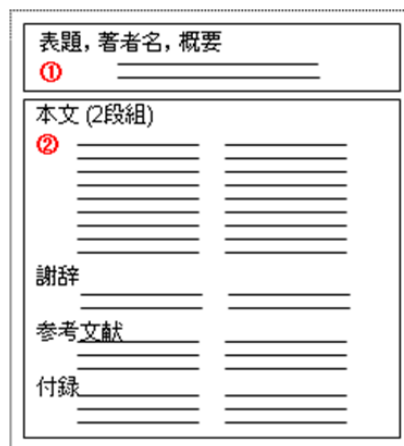 表題, 著者名, 概要
①
本文 (2段組)
②
謝辞
参考文献
付録